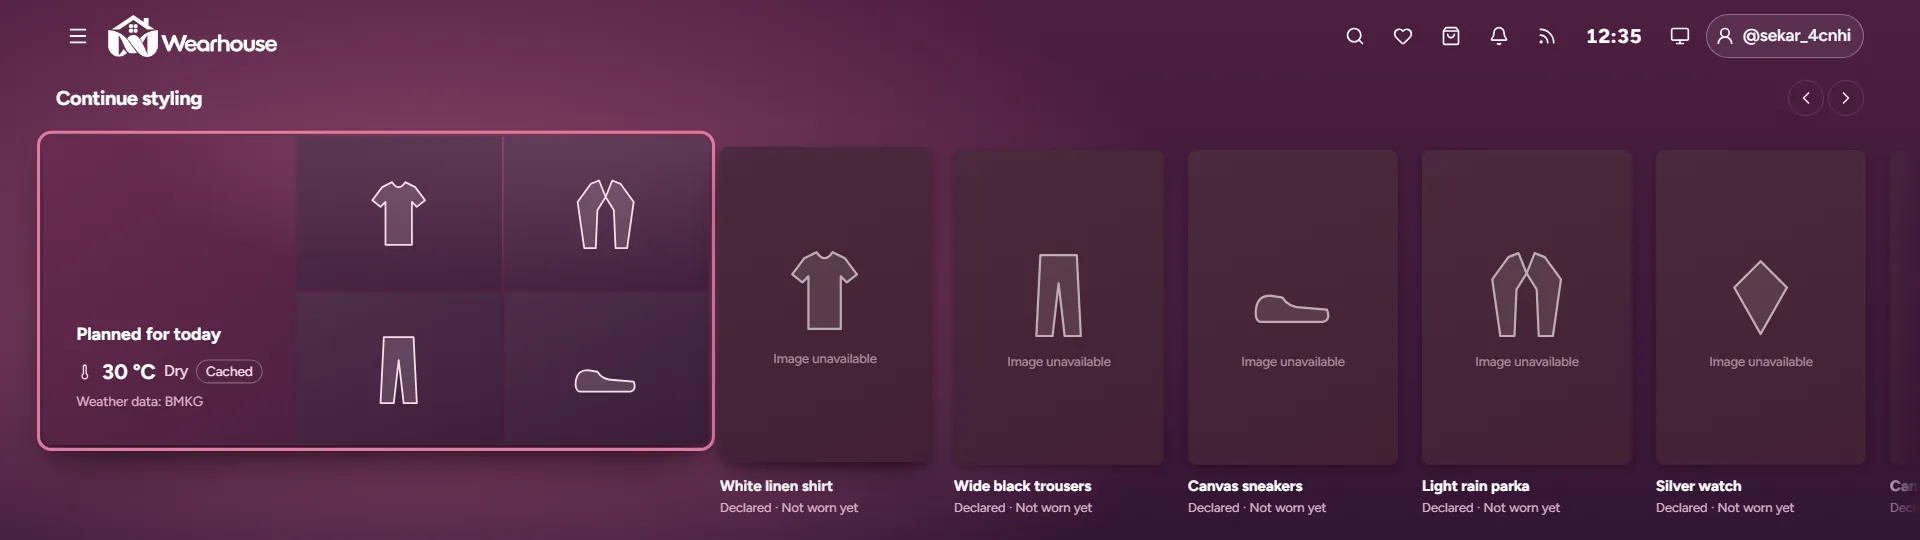 Wearhouse
12:35
@sekar_4cnhi
Continue styling
Planned for today
30 °C Dry Cached
Weather data: BMKG
Image unavailable
Image unavailable
Image unavailable
Image unavailable
Image unavailable
White linen shirt
Declared · Not worn yet
Wide black trousers
Declared · Not worn yet
Canvas sneakers
Declared · Not worn yet
Light rain parka
Declared · Not worn yet
Silver watch
Declared · Not worn yet